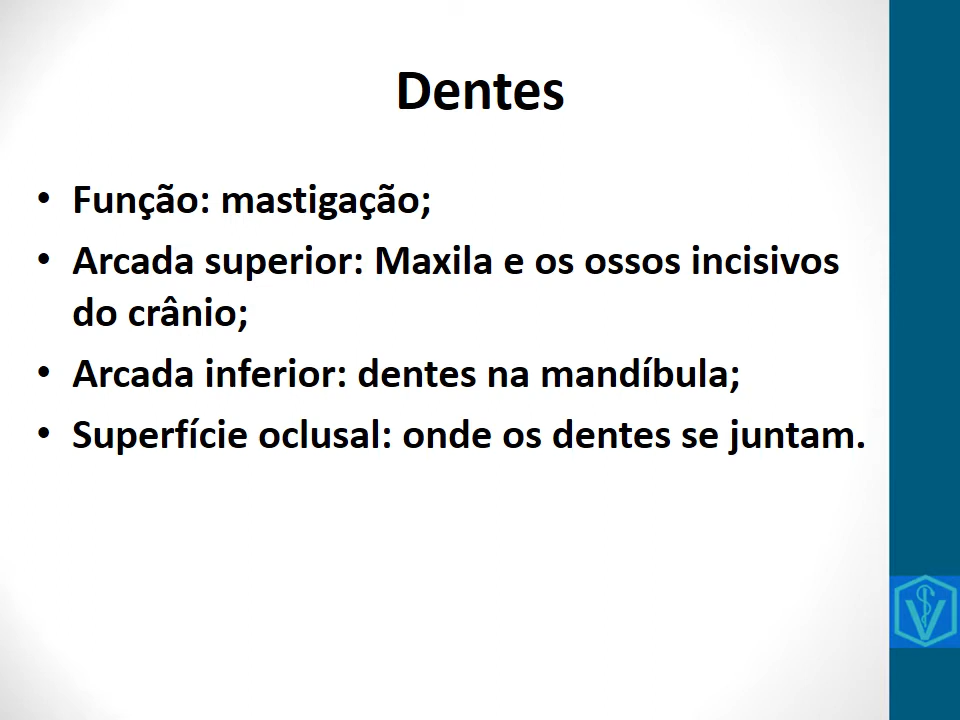 Dentes
• Função: mastigação;
• Arcada superior: Maxila e os ossos incisivos
do crânio;
• Arcada inferior: dentes na mandíbula;
• Superfície oclusal: onde os dentes se juntam.